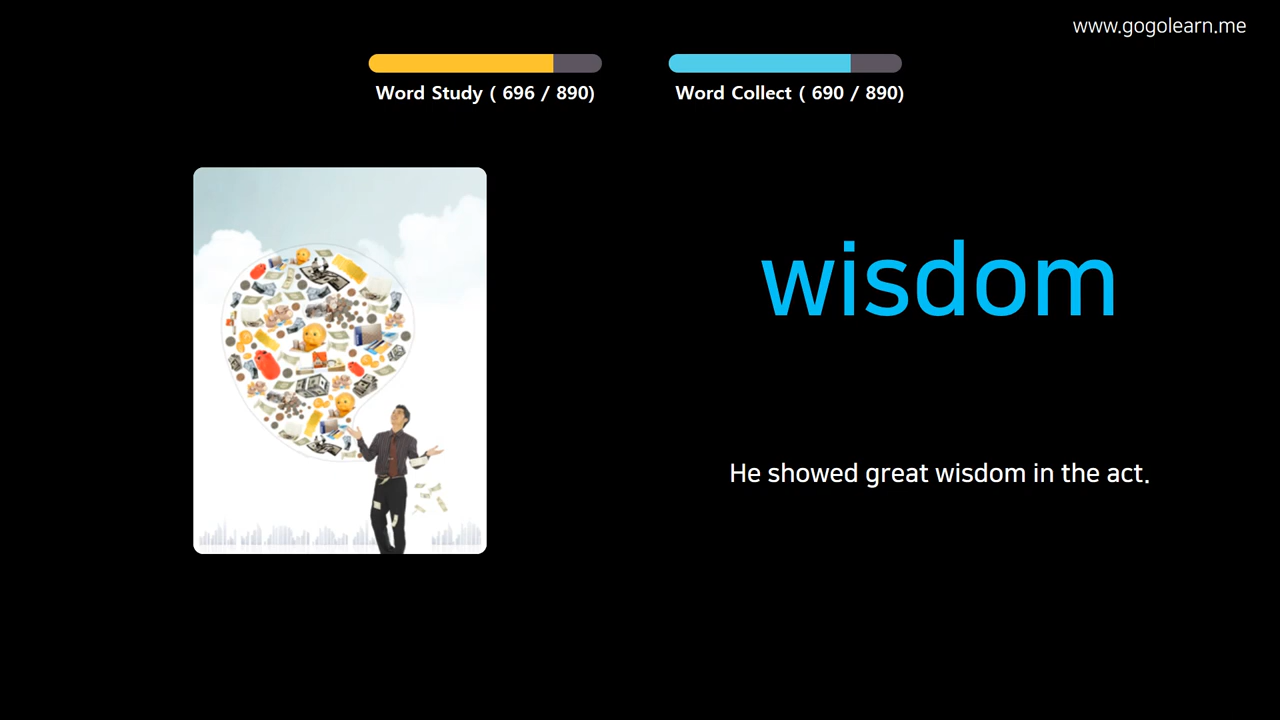 www.gogolearn.me
Word Study ( 696 / 890)
Word Collect ( 690 / 890)
wisdom
He showed great wisdom in the act.